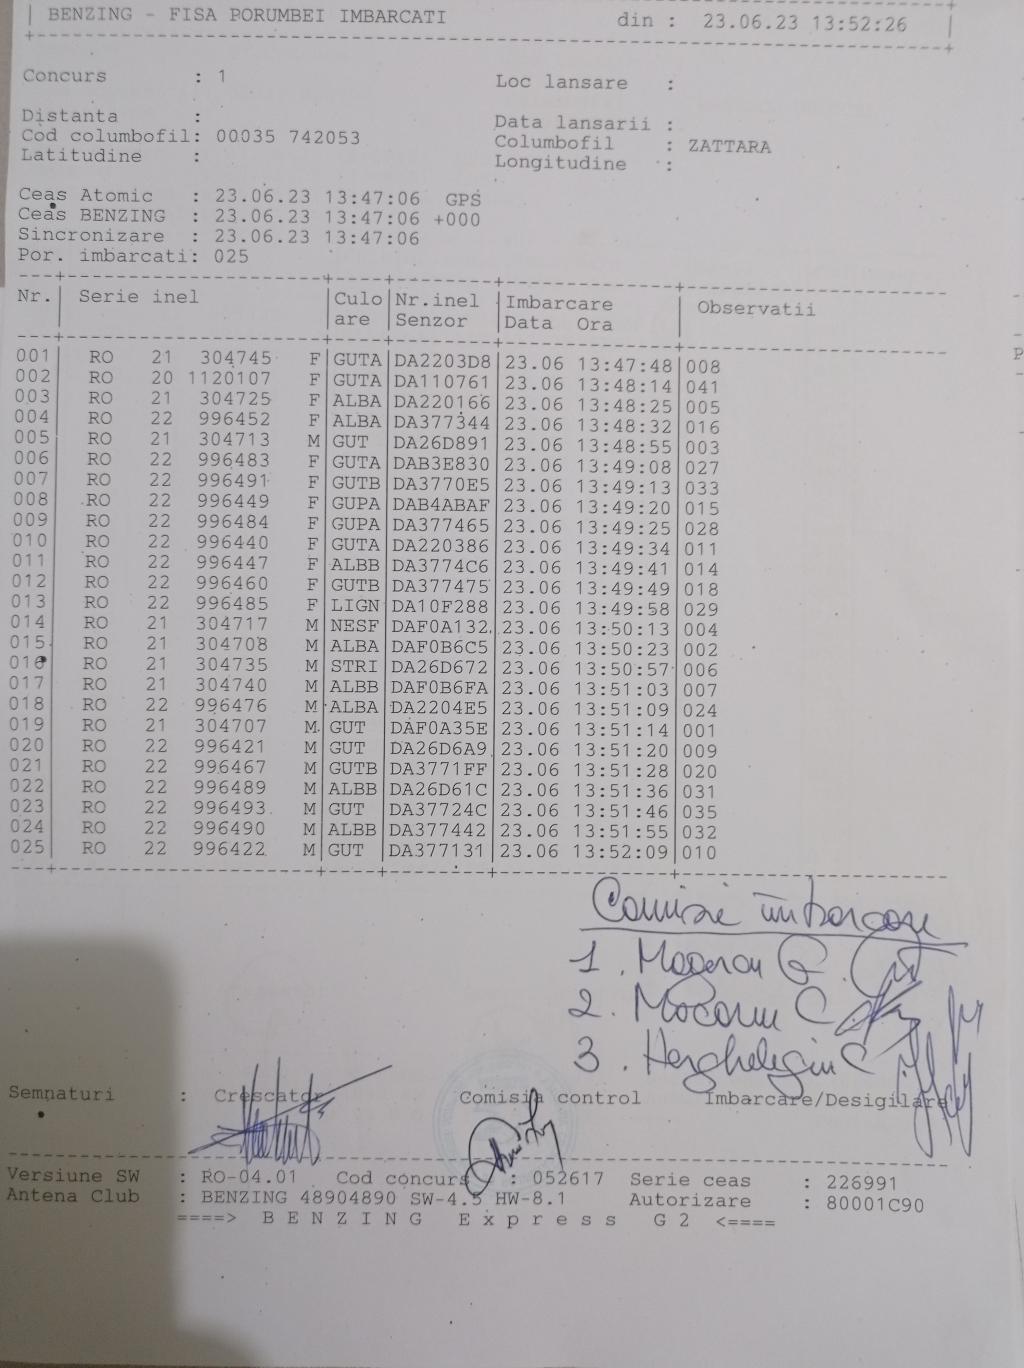 BENZING - FISA PORUMBEI IMBARCATI din : 23.06.23 13:52:26
Concurs : 1 Loc lansare :
Distanta : Data lansarii :
Cod columbofil: 00035 742053 Columbofil : ZATTARA
Latitudine : Longitudine :
Ceas Atomic : 23.06.23 13:47:06 GPS
Ceas BENZING : 23.06.23 13:47:06 +000
Sincronizare : 23.06.23 13:47:06
Por. imbarcati: 025
Nr.| Serie inel |Culo|Nr.inel |Imbarcare | Observatii
|are |Senzor |Data Ora |
001| RO 21 304745 F|GUTA|DA2203D8|23.06 13:47:48|008
002| RO 20 1120107 F|GUTA|DA110761|23.06 13:48:14|041
003| RO 21 304725 F|ALBA|DA220166|23.06 13:48:25|005
004| RO 22 996452 F|ALBA|DA377344|23.06 13:48:32|016
005| RO 21 304713 M|GUT |DA26D891|23.06 13:48:55|003
006| RO 22 996483 F|GUTA|DAB3E830|23.06 13:49:08|027
007| RO 22 996491 F|GUTB|DA3770E5|23.06 13:49:13|033
008| RO 22 996449 F|GUPA|DAB4ABAF|23.06 13:49:20|015
009| RO 22 996484 F|GUPA|DA377465|23.06 13:49:25|028
010| RO 22 996440 F|GUTA|DA220386|23.06 13:49:34|011
011| RO 22 996447 F|ALBB|DA3774C6|23.06 13:49:41|014
012| RO 22 996460 F|GUTB|DA377475|23.06 13:49:49|018
013| RO 22 996485 F|LIGN|DA10F288|23.06 13:49:58|029
014| RO 21 304717 M|NESF|DAF0A132|23.06 13:50:13|004
015| RO 21 304708 M|ALBA|DAF0B6C5|23.06 13:50:23|002
016| RO 21 304735 M|STRI|DA26D672|23.06 13:50:57|006
017| RO 21 304740 M|ALBB|DAF0B6FA|23.06 13:51:03|007
018| RO 22 996476 M|ALBA|DA2204E5|23.06 13:51:09|024
019| RO 21 304707 M|GUT |DAF0A35E|23.06 13:51:14|001
020| RO 22 996421 M|GUT |DA26D6A9|23.06 13:51:20|009
021| RO 22 996467 M|GUTB|DA3771FF|23.06 13:51:28|020
022| RO 22 996489 M|ALBB|DA26D61C|23.06 13:51:36|031
023| RO 22 996493 M|GUT |DA37724C|23.06 13:51:46|035
024| RO 22 996490 M|ALBB|DA377442|23.06 13:51:55|032
025| RO 22 996422 M|GUT |DA377131|23.06 13:52:09|010
Comisie imbarcare
1.
2. Mocanu C
3. Herghelegiu C
Semnaturi : Crescator Comisia control Imbarcare/Desigilare
Versiune SW : RO-04.01 Cod concurs : 052617 Serie ceas : 226991
Antena Club : BENZING 48904890 SW-4.5 HW-8.1 Autorizare : 80001C90
====> B E N Z I N G E x p r e s s G 2 <====